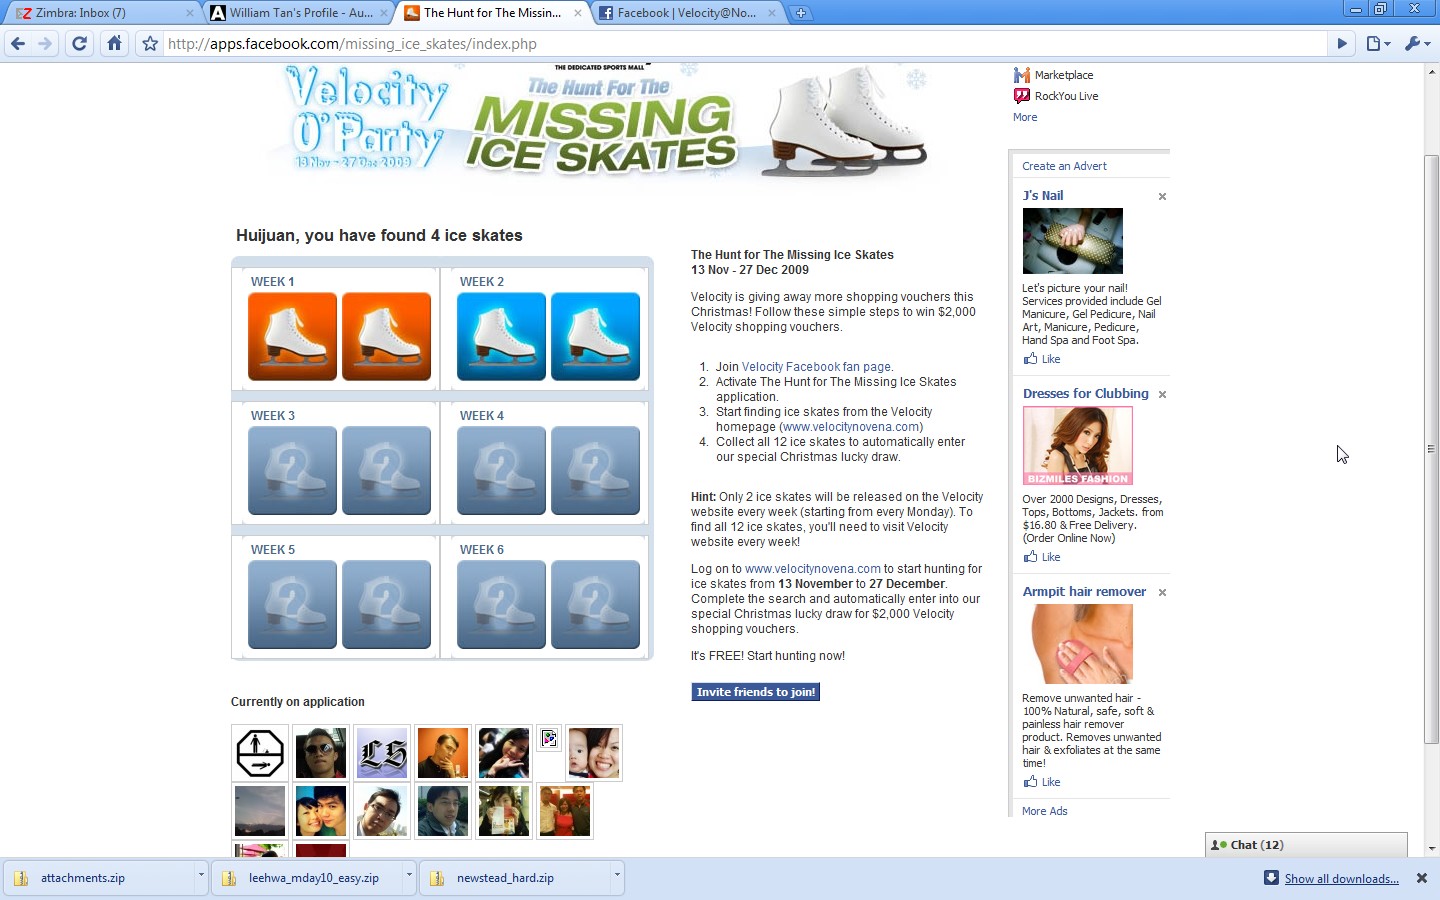 Zimbra: Inbox (7)
William Tan's Profile - Au...
The Hunt for The Missin...
Facebook | Velocity@No...
http://apps.facebook.com/missing_ice_skates/index.php
THE DEDICATED SPORTS MALL
Velocity
O'Party
13 Nov ~ 27 Dec 2009
The Hunt For The
MISSING
ICE SKATES
Marketplace
RockYou Live
More
Huijuan, you have found 4 ice skates
WEEK 1
WEEK 2
WEEK 3
WEEK 4
WEEK 5
WEEK 6
? ? ? ?
? ? ? ?
Currently on application
LS
The Hunt for The Missing Ice Skates
13 Nov - 27 Dec 2009
Velocity is giving away more shopping vouchers this
Christmas! Follow these simple steps to win $2,000
Velocity shopping vouchers.
1. Join Velocity Facebook fan page.
2. Activate The Hunt for The Missing Ice Skates
application.
3. Start finding ice skates from the Velocity
homepage (www.velocitynovena.com)
4. Collect all 12 ice skates to automatically enter
our special Christmas lucky draw.
Hint: Only 2 ice skates will be released on the Velocity
website every week (starting from every Monday). To
find all 12 ice skates, you'll need to visit Velocity
website every week!
Log on to www.velocitynovena.com to start hunting for
ice skates from 13 November to 27 December.
Complete the search and automatically enter into our
special Christmas lucky draw for $2,000 Velocity
shopping vouchers.
It's FREE! Start hunting now!
Invite friends to join!
Create an Advert
J's Nail
Let's picture your nail!
Services provided include Gel
Manicure, Gel Pedicure, Nail
Art, Manicure, Pedicure,
Hand Spa and Foot Spa.
Like
Dresses for Clubbing
BIZMILES FASHION
Over 2000 Designs, Dresses,
Tops, Bottoms, Jackets. from
$16.80 & Free Delivery.
(Order Online Now)
Like
Armpit hair remover
Remove unwanted hair -
100% Natural, safe, soft &
painless hair remover
product. Removes unwanted
hair & exfoliates at the same
time!
Like
More Ads
Chat (12)
attachments.zip
leehwa_mday10_easy.zip
newstead_hard.zip
Show all downloads...